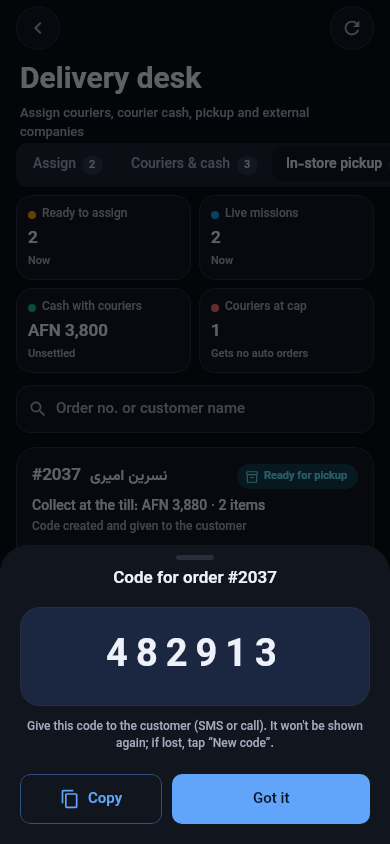 Delivery desk
Assign couriers, courier cash, pickup and external
companies
Assign 2 Couriers & cash 3 In-store pickup
Ready to assign
2
Now
Live missions
2
Now
Cash with couriers
AFN 3,800
Unsettled
Couriers at cap
1
Gets no auto orders
Order no. or customer name
#2037 نسرین امیری Ready for pickup
Collect at the till: AFN 3,880 · 2 items
Code created and given to the customer
Code for order #2037
482913
Give this code to the customer (SMS or call). It won't be shown
again; if lost, tap “New code”.
Copy Got it